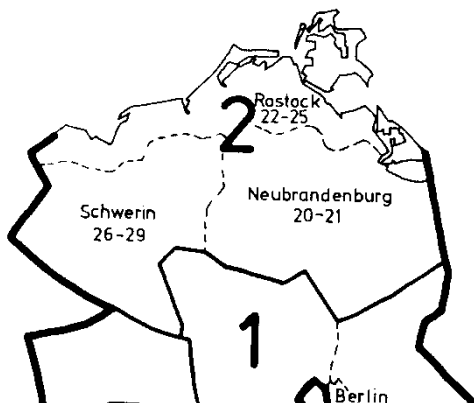 Rostock
22-25
2
Neubrandenburg
20-21
Schwerin
26-29
1
Berlin